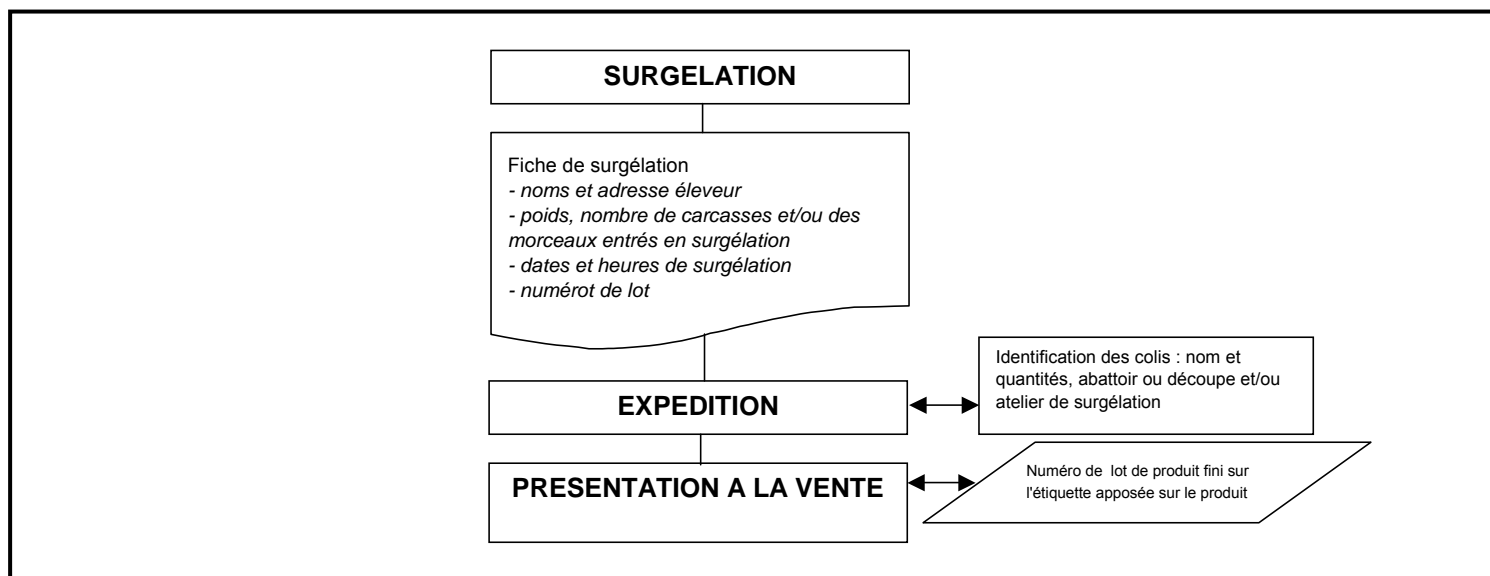 SURGELATION
Fiche de surgélation
- noms et adresse éleveur
- poids, nombre de carcasses et/ou des
morceaux entrés en surgélation
- dates et heures de surgélation
- numérot de lot
Identification des colis : nom et
quantités, abattoir ou découpe et/ou
atelier de surgélation
EXPEDITION
PRESENTATION A LA VENTE
Numéro de lot de produit fini sur
l'étiquette apposée sur le produit